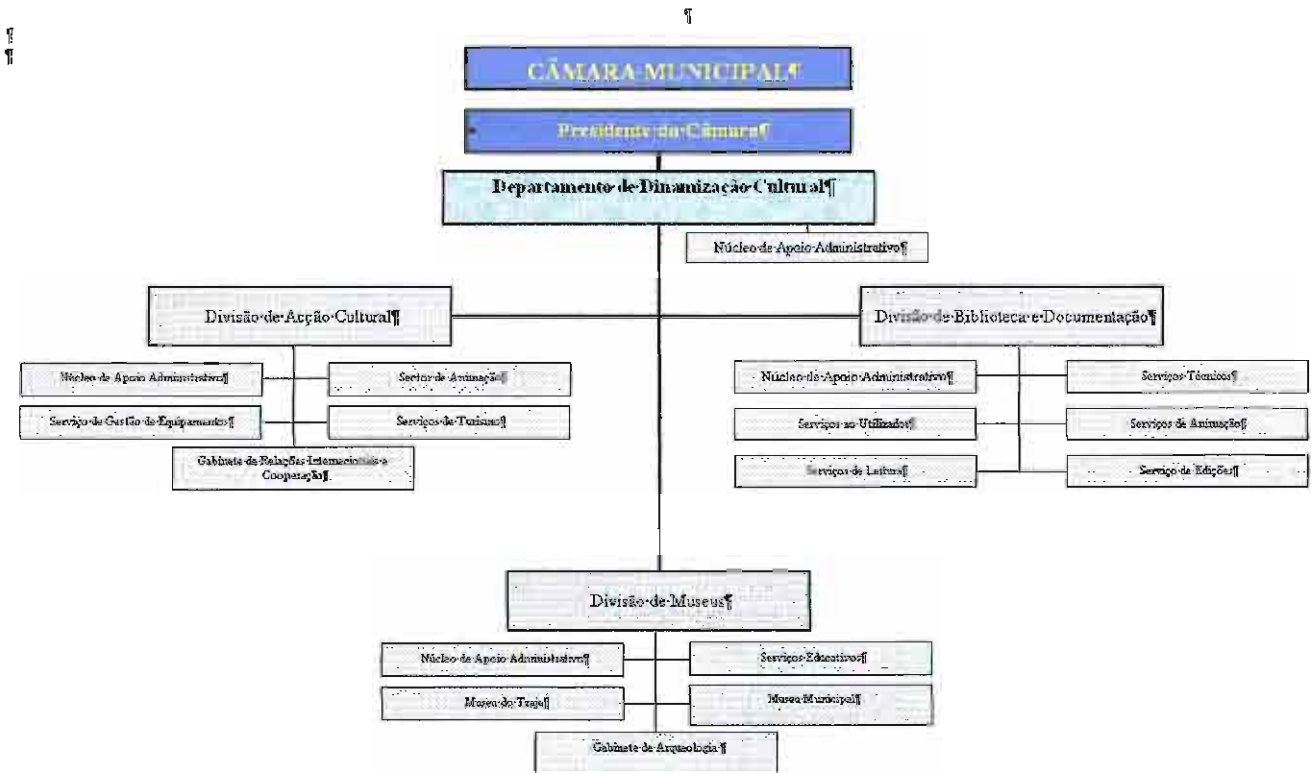 ¶
¶
¶
CÂMARA·MUNICIPAL¶
Presidente·da·Câmara¶
Departamento·de·Dinamização·Cultural¶
Núcleo·de·Apoio·Administrativo¶
Divisão·de·Acção·Cultural¶
Divisão·de·Biblioteca·e·Documentação¶
Núcleo·de·Apoio·Administrativo¶
Sector·de·Animação¶
Núcleo·de·Apoio·Administrativo¶
Serviços·Técnicos¶
Serviço·de·Gestão·de·Equipamentos¶
Serviços·de·Turismo¶
Serviços·ao·Utilizador¶
Serviços·de·Animação¶
Gabinete·de·Relações·Internacionais·e
Cooperação¶
Serviços·de·Leitura¶
Serviço·de·Edições¶
Divisão·de·Museus¶
Núcleo·de·Apoio·Administrativo¶
Serviços·Educativos¶
Museu·do·Traje¶
Museu·Municipal¶
Gabinete·de·Arqueologia·¶